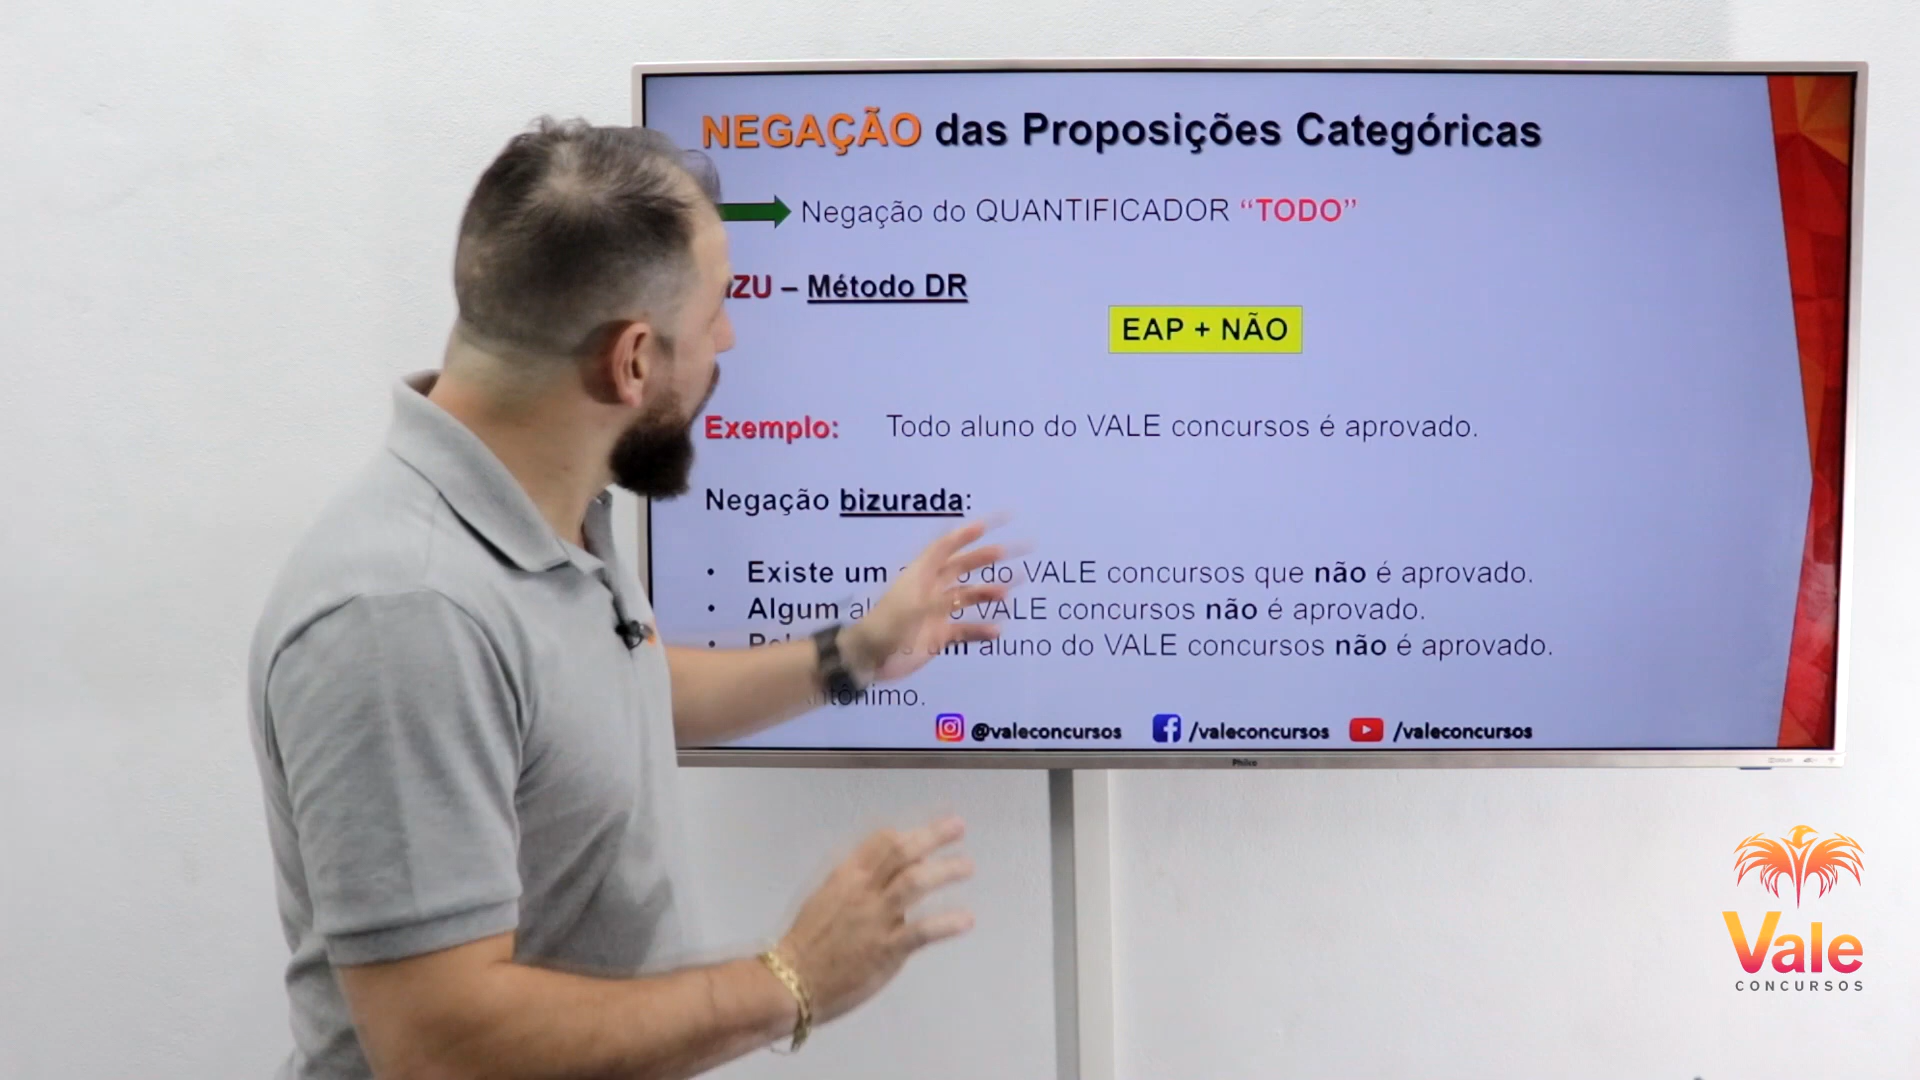 NEGAÇÃO das Proposições Categóricas
Negação do QUANTIFICADOR “TODO”
– Método DR
EAP + NÃO
Exemplo: Todo aluno do VALE concursos é aprovado.
Negação bizurada:
• Existe um do VALE concursos que não é aprovado.
• Algum VALE concursos não é aprovado.
• um aluno do VALE concursos não é aprovado.
@valeconcursos /valeconcursos /valeconcursos
Philco
Vale
CONCURSOS